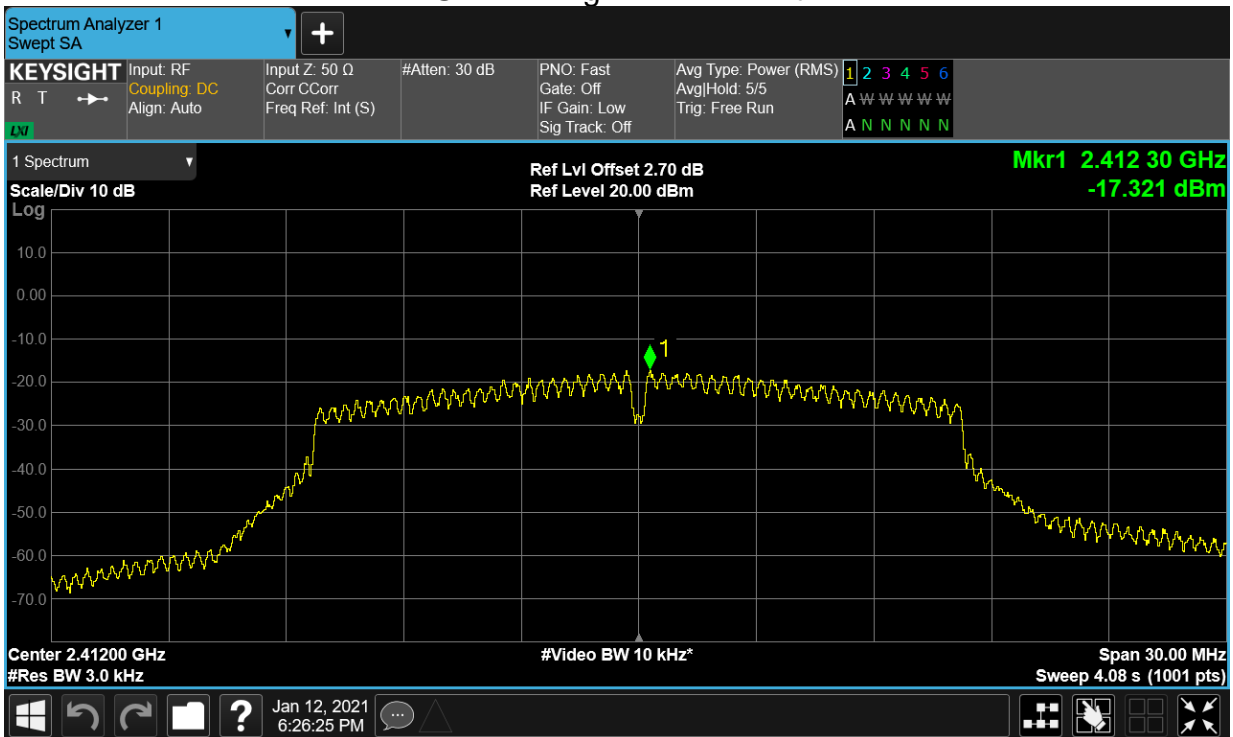 Spectrum Analyzer 1
Swept SA
KEYSIGHT
R T
LXI
Input: RF
Coupling: DC
Align: Auto
Input Z: 50 Ω
Corr CCorr
Freq Ref: Int (S)
#Atten: 30 dB
PNO: Fast
Gate: Off
IF Gain: Low
Sig Track: Off
Avg Type: Power (RMS)
Avg|Hold: 5/5
Trig: Free Run
1 2 3 4 5 6
A W W W W W
A N N N N N
1 Spectrum
Scale/Div 10 dB
Ref Lvl Offset 2.70 dB
Ref Level 20.00 dBm
Mkr1 2.412 30 GHz
-17.321 dBm
Log
10.0
0.00
-10.0
1
-20.0
-30.0
-40.0
-50.0
-60.0
-70.0
Center 2.41200 GHz
#Res BW 3.0 kHz
#Video BW 10 kHz*
Span 30.00 MHz
Sweep 4.08 s (1001 pts)
?
Jan 12, 2021
6:26:25 PM